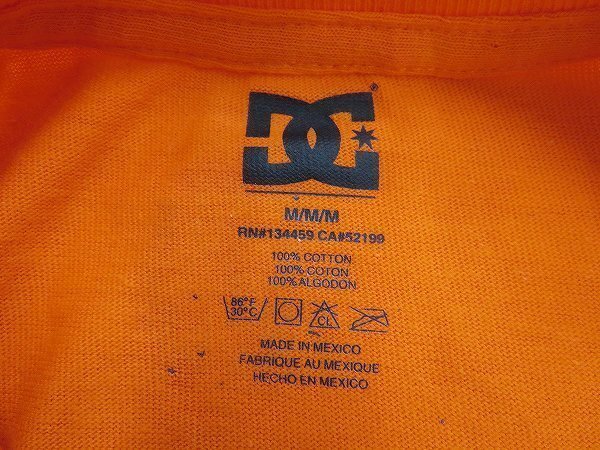 DC
®
M/M/M
RN#134459 CA#52199
100% COTTON
100% COTON
100% ALGODON
86°F
30°C
CL
MADE IN MEXICO
FABRIQUE AU MEXIQUE
HECHO EN MEXICO